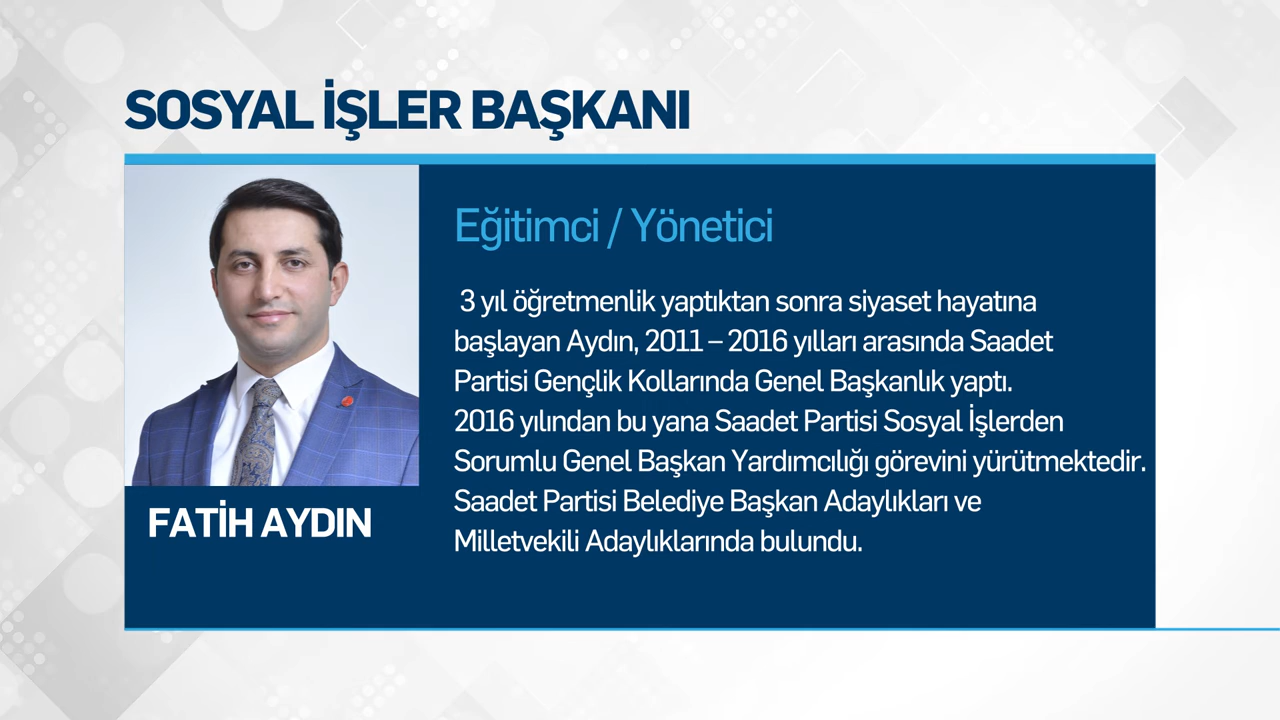 SOSYAL İŞLER BAŞKANI
Eğitimci / Yönetici
3 yıl öğretmenlik yaptıktan sonra siyaset hayatına
başlayan Aydın, 2011 – 2016 yılları arasında Saadet
Partisi Gençlik Kollarında Genel Başkanlık yaptı.
2016 yılından bu yana Saadet Partisi Sosyal İşlerden
Sorumlu Genel Başkan Yardımcılığı görevini yürütmektedir.
Saadet Partisi Belediye Başkan Adaylıkları ve
Milletvekili Adaylıklarında bulundu.
FATİH AYDIN